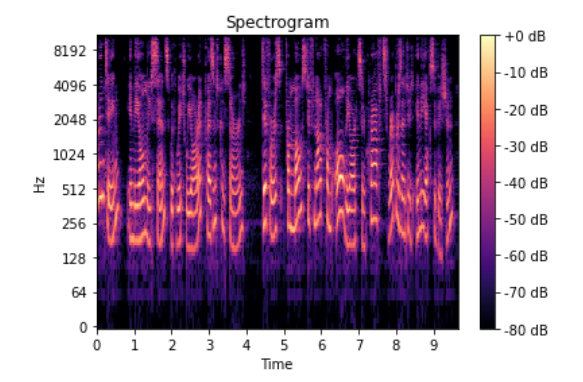 Spectrogram
Hz
8192
4096
2048
1024
512
256
128
64
0
0 1 2 3 4 5 6 7 8 9
Time
+0 dB
-10 dB
-20 dB
-30 dB
-40 dB
-50 dB
-60 dB
-70 dB
-80 dB